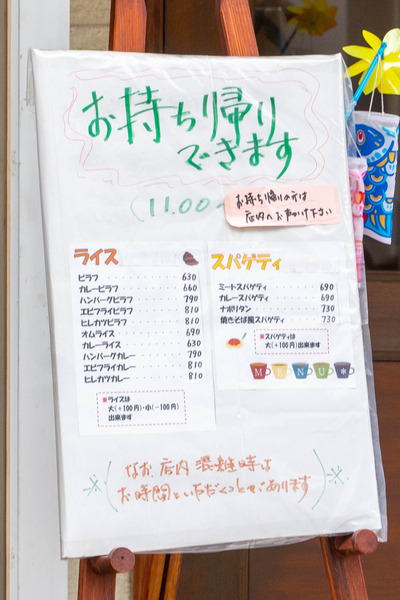 お持ち帰り
できます
(11.00~
お持ち帰りの方は
店内へお声かけ下さい
ライス
ピラフ 630
カレーピラフ 660
ハンバーグピラフ 790
エビフライピラフ 810
ヒレカツピラフ 810
オムライス 690
カレーライス 630
ハンバーグカレー 790
エビフライカレー 810
ヒレカツカレー 810
※ライスは
大(+100円)・小(-100円)
出来ます
スパゲティ
ミートスパゲティ 690
カレースパゲティ 690
ナポリタン 730
焼きそば風スパゲティ 730
※スパゲティは
大(+100円)出来ます
MENU*
(なお、店内混雑時は
お時間をいただくことがあります)